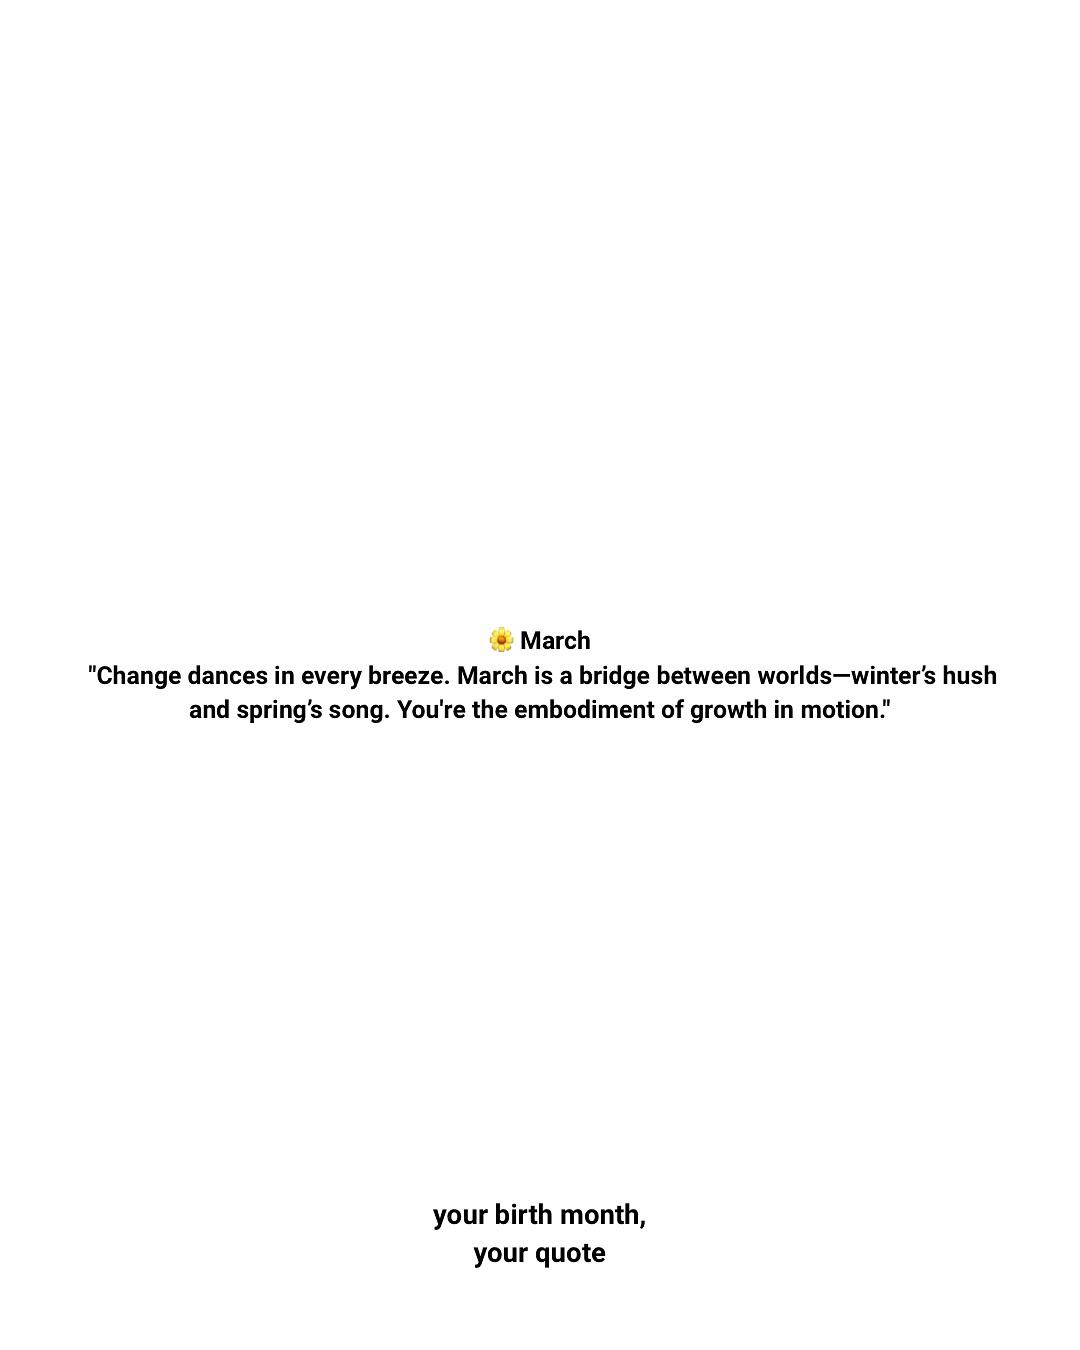 🌼 March
"Change dances in every breeze. March is a bridge between worlds—winter’s hush
and spring’s song. You're the embodiment of growth in motion."
your birth month,
your quote